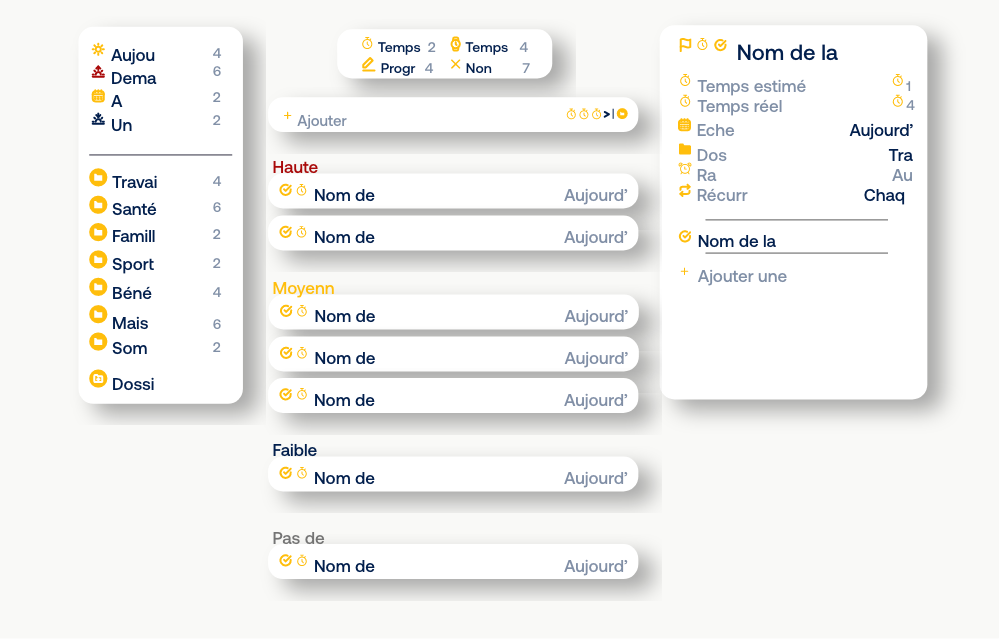 Aujou 4
Dema 6
A 2
Un 2
Travai 4
Santé 6
Famill 2
Sport 2
Béné 4
Mais 6
Som 2
Dossi
Temps 2 Temps 4
Progr 4 Non 7
+ Ajouter
Haute
Nom de Aujourd’
Nom de Aujourd’
Moyenn
Nom de Aujourd’
Nom de Aujourd’
Nom de Aujourd’
Faible
Nom de Aujourd’
Pas de
Nom de Aujourd’
Nom de la
Temps estimé 1
Temps réel 4
Eche Aujourd’
Dos Tra
Ra Au
Récurr Chaq
Nom de la
+ Ajouter une